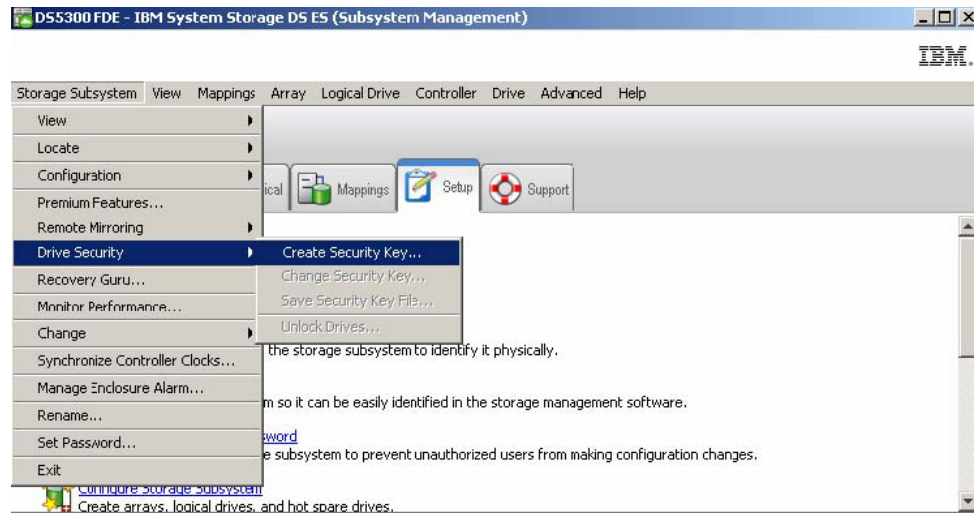 DS5300 FDE - IBM System Storage DS ES (Subsystem Management)
IBM.
Storage Subsystem View Mappings Array Logical Drive Controller Drive Advanced Help
View
Locate
Configuration
Premium Features...
Remote Mirroring
Drive Security
Recovery Guru...
Monitor Performance...
Change
Synchronize Controller Clocks...
Manage Enclosure Alarm...
Rename...
Set Password...
Exit
Create Security Key...
Change Security Key...
Save Security Key File...
Unlock Drives...
ical Mappings Setup Support
the storage subsystem to identify it physically.
m so it can be easily identified in the storage management software.
sword
e subsystem to prevent unauthorized users from making configuration changes.
Configure Storage Subsystem
Create arrays, logical drives, and hot spare drives.